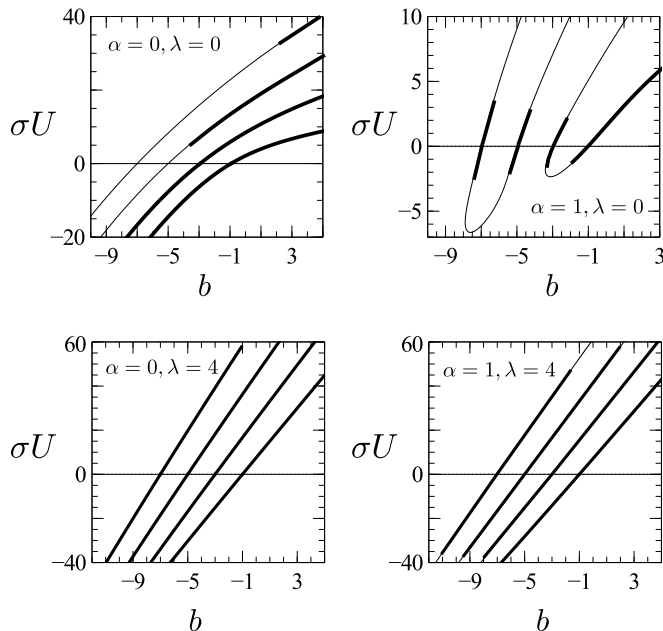 40
α = 0, λ = 0
σU
0
−20
−9 −5 −1 3
b
10
5
σU
0
−5
α = 1, λ = 0
−9 −5 −1 3
b
60
α = 0, λ = 4
σU
0
−40
−9 −5 −1 3
b
60
α = 1, λ = 4
σU
0
−40
−9 −5 −1 3
b